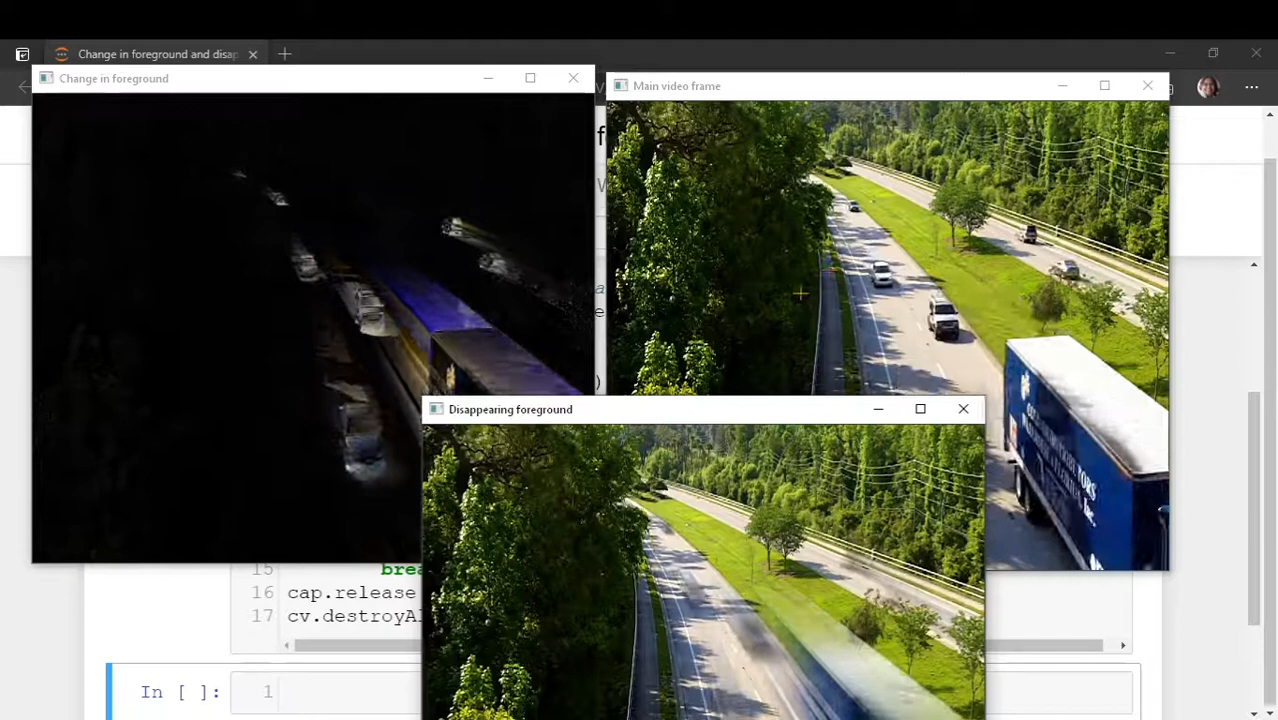 Change in foreground and disap
Change in foreground
Main video frame
Disappearing foreground
15 brea
16 cap.release
17 cv.destroyAl
In [ ]: 1